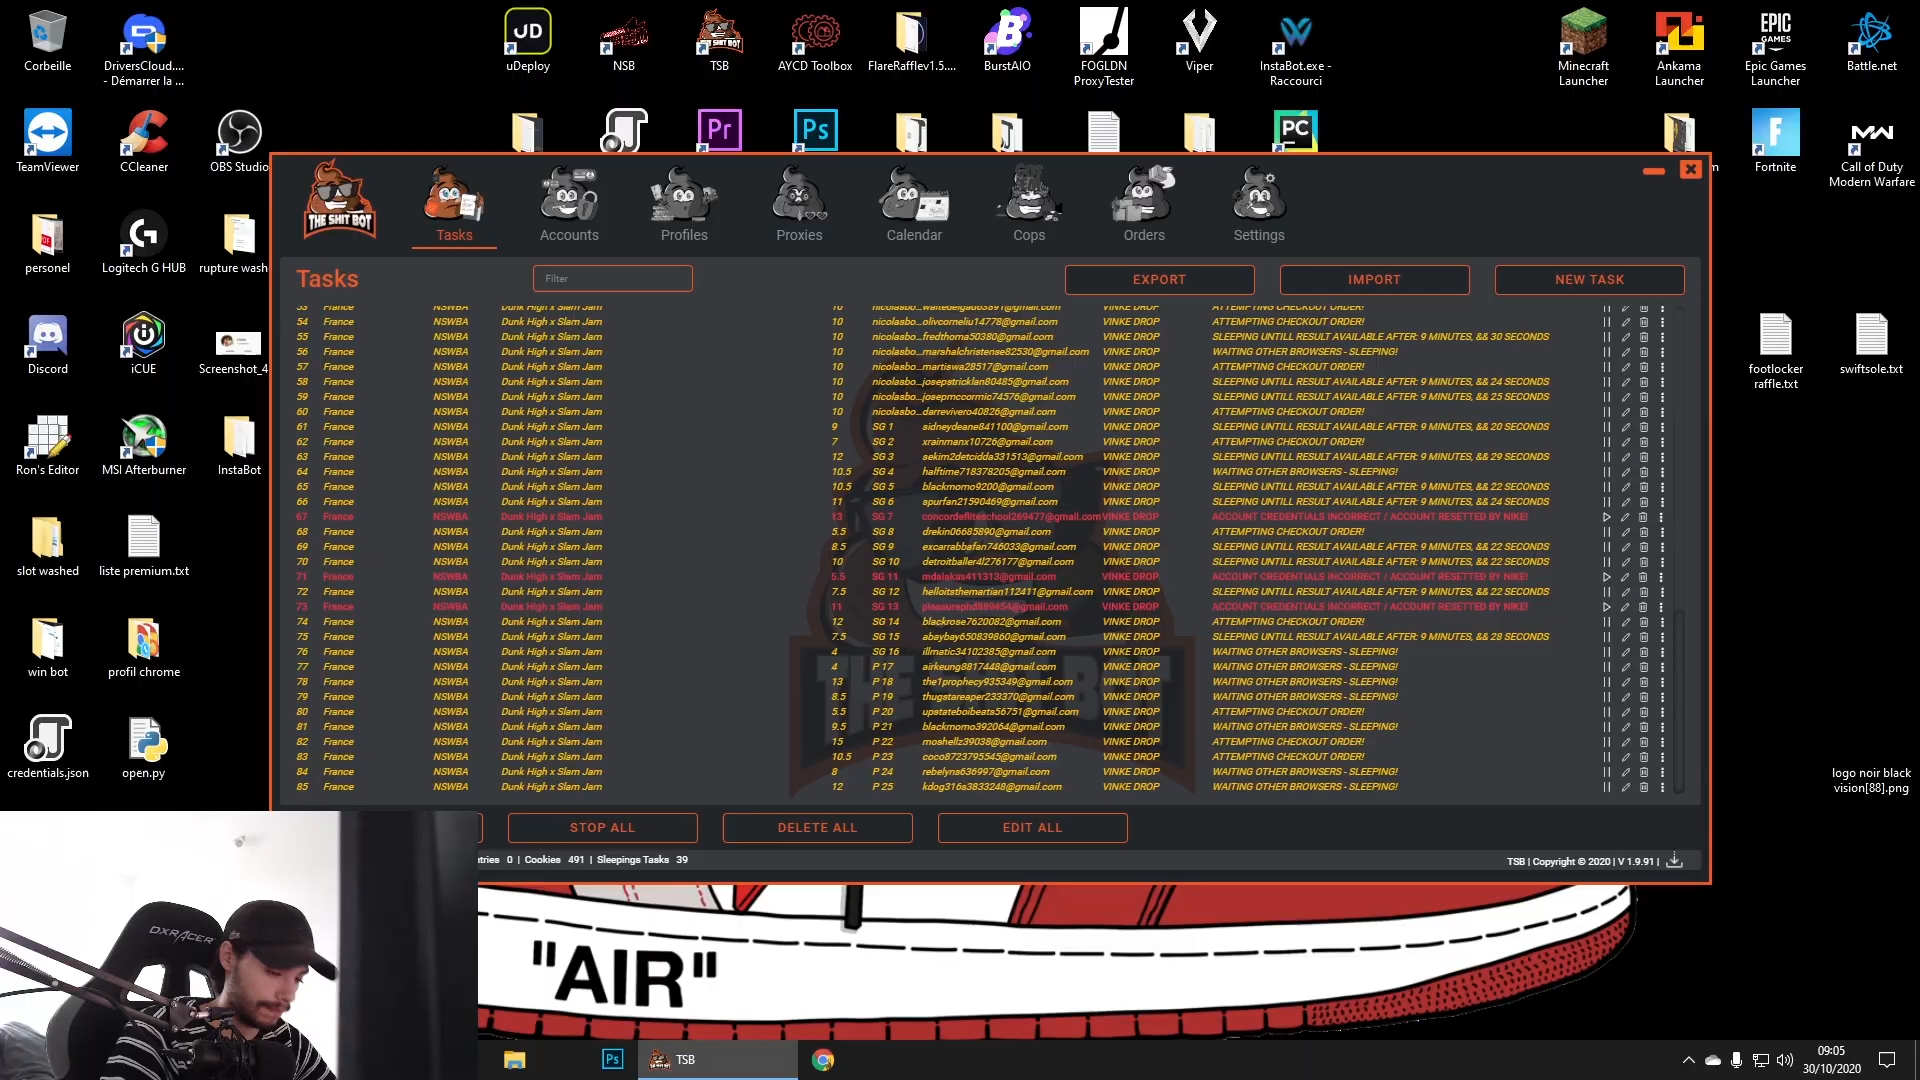 Corbeille
DriversCloud....
- Démarrer la ...
JD
uDeploy
NSB
THE SHIT BOT
TSB
AYCD Toolbox
FlareRafflev1.5....
B
BurstAIO
FOGLDN
ProxyTester
Viper
InstaBot.exe -
Raccourci
Minecraft
Launcher
Ankama
Launcher
EPIC
GAMES
Epic Games
Launcher
Battle.net
TeamViewer
CCleaner
OBS Studio
Pr
Ps
PC
Fortnite
Call of Duty
Modern Warfare
THE SHIT BOT
Tasks
Accounts
Profiles
Proxies
Calendar
Cops
Orders
Settings
personel
Logitech G HUB
rupture wash
Tasks
Filter
EXPORT
IMPORT
NEW TASK
53 France NSWBA Dunk High x Slam Jam 10 ATTEMPTING CHECKOUT ORDER!
54 France NSWBA Dunk High x Slam Jam 10 nicolasbo...olivcorneliu14778@gmail.com VINKE DROP ATTEMPTING CHECKOUT ORDER!
55 France NSWBA Dunk High x Slam Jam 10 nicolasbo...fredthoma50380@gmail.com VINKE DROP SLEEPING UNTILL RESULT AVAILABLE AFTER: 9 MINUTES, && 30 SECONDS
56 France NSWBA Dunk High x Slam Jam 10 nicolasbo...marshalchristense82530@gmail.com VINKE DROP WAITING OTHER BROWSERS - SLEEPING!
57 France NSWBA Dunk High x Slam Jam 10 nicolasbo...martiswa28517@gmail.com VINKE DROP ATTEMPTING CHECKOUT ORDER!
58 France NSWBA Dunk High x Slam Jam 10 nicolasbo...josepstricklan80485@gmail.com VINKE DROP SLEEPING UNTILL RESULT AVAILABLE AFTER: 9 MINUTES, && 24 SECONDS
59 France NSWBA Dunk High x Slam Jam 10 nicolasbo...josepmccormic74576@gmail.com VINKE DROP SLEEPING UNTILL RESULT AVAILABLE AFTER: 9 MINUTES, && 25 SECONDS
60 France NSWBA Dunk High x Slam Jam 10 nicolasbo...darrevivero40826@gmail.com VINKE DROP ATTEMPTING CHECKOUT ORDER!
61 France NSWBA Dunk High x Slam Jam 9 SG 1 sidneydeane841100@gmail.com VINKE DROP SLEEPING UNTILL RESULT AVAILABLE AFTER: 9 MINUTES, && 20 SECONDS
62 France NSWBA Dunk High x Slam Jam 7 SG 2 xrainmanx10726@gmail.com VINKE DROP ATTEMPTING CHECKOUT ORDER!
63 France NSWBA Dunk High x Slam Jam 12 SG 3 sekim2detcidda331513@gmail.com VINKE DROP SLEEPING UNTILL RESULT AVAILABLE AFTER: 9 MINUTES, && 29 SECONDS
64 France NSWBA Dunk High x Slam Jam 10.5 SG 4 halftime718378205@gmail.com VINKE DROP WAITING OTHER BROWSERS - SLEEPING!
65 France NSWBA Dunk High x Slam Jam 10.5 SG 5 blackmomo9200@gmail.com VINKE DROP SLEEPING UNTILL RESULT AVAILABLE AFTER: 9 MINUTES, && 22 SECONDS
66 France NSWBA Dunk High x Slam Jam 11 SG 6 spurfan21590469@gmail.com VINKE DROP SLEEPING UNTILL RESULT AVAILABLE AFTER: 9 MINUTES, && 24 SECONDS
67 France NSWBA Dunk High x Slam Jam 13 SG 7 concordefliteschool269477@gmail.com VINKE DROP ACCOUNT CREDENTIALS INCORRECT / ACCOUNT RESETTED BY NIKE!
68 France NSWBA Dunk High x Slam Jam 5.5 SG 8 drekin06685890@gmail.com VINKE DROP ATTEMPTING CHECKOUT ORDER!
69 France NSWBA Dunk High x Slam Jam 8.5 SG 9 excarrabbafan746033@gmail.com VINKE DROP SLEEPING UNTILL RESULT AVAILABLE AFTER: 9 MINUTES, && 22 SECONDS
70 France NSWBA Dunk High x Slam Jam 10 SG 10 detroitballer4l276177@gmail.com VINKE DROP SLEEPING UNTILL RESULT AVAILABLE AFTER: 9 MINUTES, && 22 SECONDS
71 France NSWBA Dunk High x Slam Jam 5.5 SG 11 mdalakas411313@gmail.com VINKE DROP ACCOUNT CREDENTIALS INCORRECT / ACCOUNT RESETTED BY NIKE!
72 France NSWBA Dunk High x Slam Jam 7.5 SG 12 helloitsthemartian112411@gmail.com VINKE DROP SLEEPING UNTILL RESULT AVAILABLE AFTER: 9 MINUTES, && 22 SECONDS
73 France NSWBA Dunk High x Slam Jam 11 SG 13 pleasurephd889454@gmail.com VINKE DROP ACCOUNT CREDENTIALS INCORRECT / ACCOUNT RESETTED BY NIKE!
74 France NSWBA Dunk High x Slam Jam 12 SG 14 blackrose7620082@gmail.com VINKE DROP ATTEMPTING CHECKOUT ORDER!
75 France NSWBA Dunk High x Slam Jam 7.5 SG 15 abaybay650839860@gmail.com VINKE DROP SLEEPING UNTILL RESULT AVAILABLE AFTER: 9 MINUTES, && 28 SECONDS
76 France NSWBA Dunk High x Slam Jam 4 SG 16 illmatic34102385@gmail.com VINKE DROP WAITING OTHER BROWSERS - SLEEPING!
77 France NSWBA Dunk High x Slam Jam 4 P 17 airkeung8817448@gmail.com VINKE DROP WAITING OTHER BROWSERS - SLEEPING!
78 France NSWBA Dunk High x Slam Jam 13 P 18 the1prophecy935349@gmail.com VINKE DROP WAITING OTHER BROWSERS - SLEEPING!
79 France NSWBA Dunk High x Slam Jam 8.5 P 19 thugstareaper233370@gmail.com VINKE DROP WAITING OTHER BROWSERS - SLEEPING!
80 France NSWBA Dunk High x Slam Jam 5.5 P 20 upstateboibeats56751@gmail.com VINKE DROP ATTEMPTING CHECKOUT ORDER!
81 France NSWBA Dunk High x Slam Jam 9.5 P 21 blackmomo392064@gmail.com VINKE DROP WAITING OTHER BROWSERS - SLEEPING!
82 France NSWBA Dunk High x Slam Jam 15 P 22 moshellz39038@gmail.com VINKE DROP ATTEMPTING CHECKOUT ORDER!
83 France NSWBA Dunk High x Slam Jam 10.5 P 23 coco8723795545@gmail.com VINKE DROP ATTEMPTING CHECKOUT ORDER!
84 France NSWBA Dunk High x Slam Jam 8 P 24 rebelyns636997@gmail.com VINKE DROP WAITING OTHER BROWSERS - SLEEPING!
85 France NSWBA Dunk High x Slam Jam 12 P 25 kdog316a3833248@gmail.com VINKE DROP WAITING OTHER BROWSERS - SLEEPING!
THE SHIT BOT
Discord
iCUE
Screenshot_4
footlocker
raffle.txt
swiftsole.txt
Ron's Editor
MSI Afterburner
InstaBot
slot washed
liste premium.txt
win bot
profil chrome
credentials.json
open.py
logo noir black
vision[88].png
STOP ALL
DELETE ALL
EDIT ALL
ntries 0 | Cookies 491 | Sleepings Tasks 39
TSB | Copyright © 2020 | V 1.9.91 |
DXRACER
"AIR"
Ps
TSB
09:05
30/10/2020